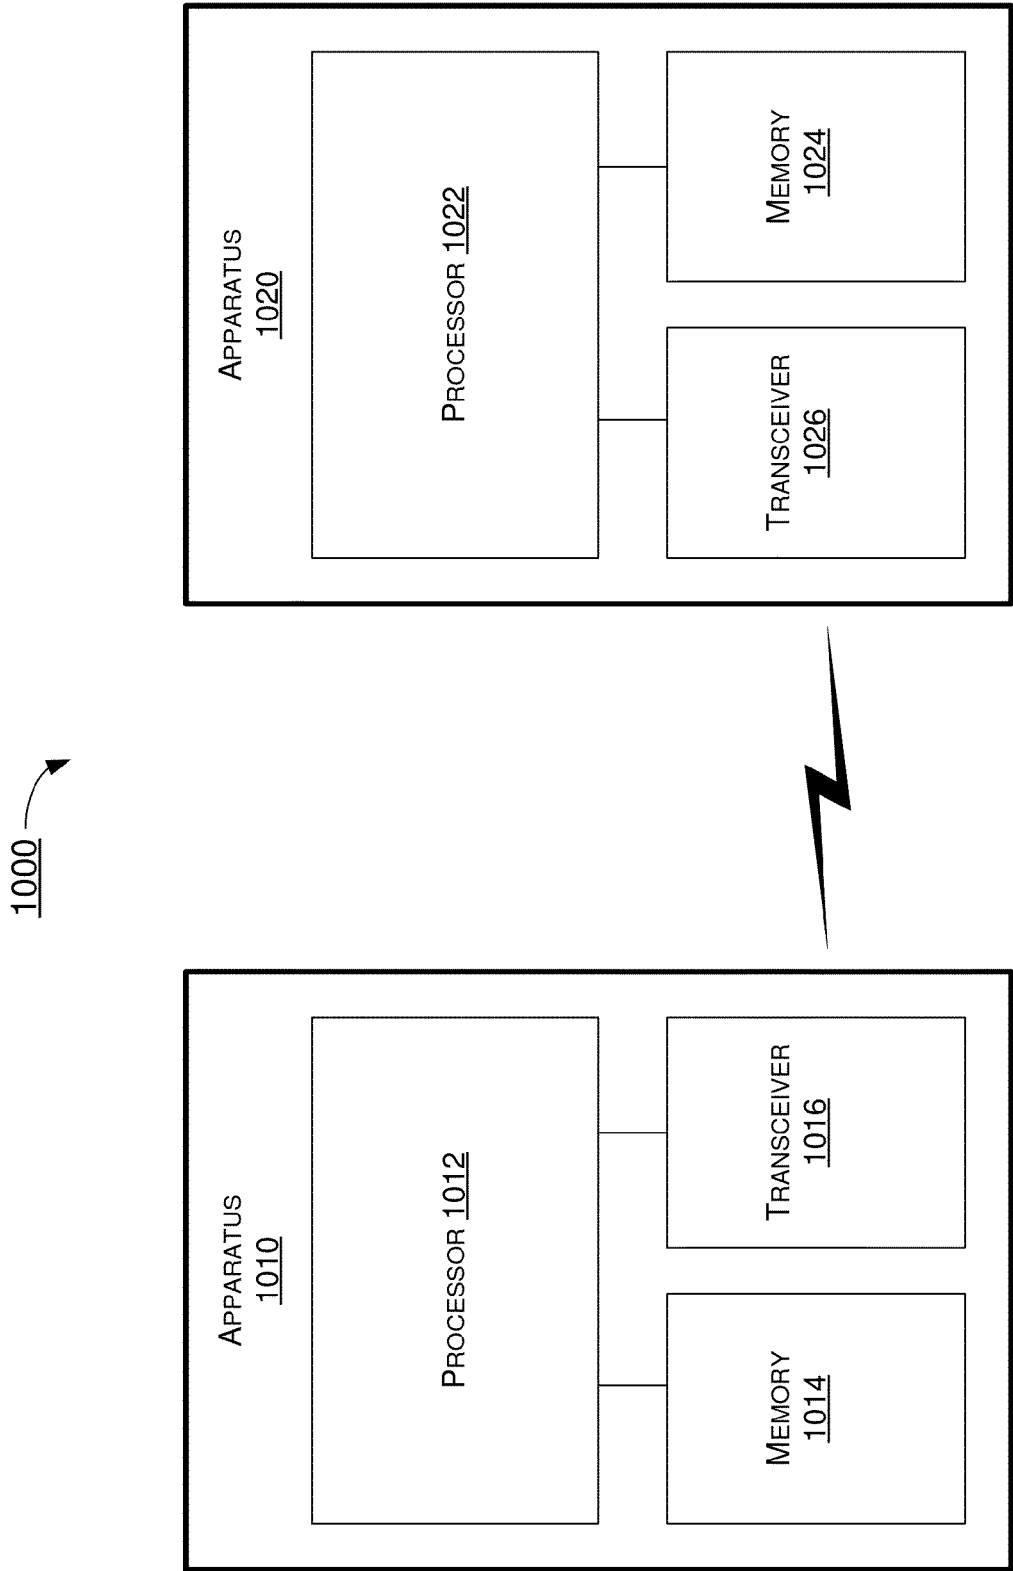 1000
APPARATUS
1010
PROCESSOR 1012
MEMORY
1014
TRANSCEIVER
1016
APPARATUS
1020
PROCESSOR 1022
TRANSCEIVER
1026
MEMORY
1024